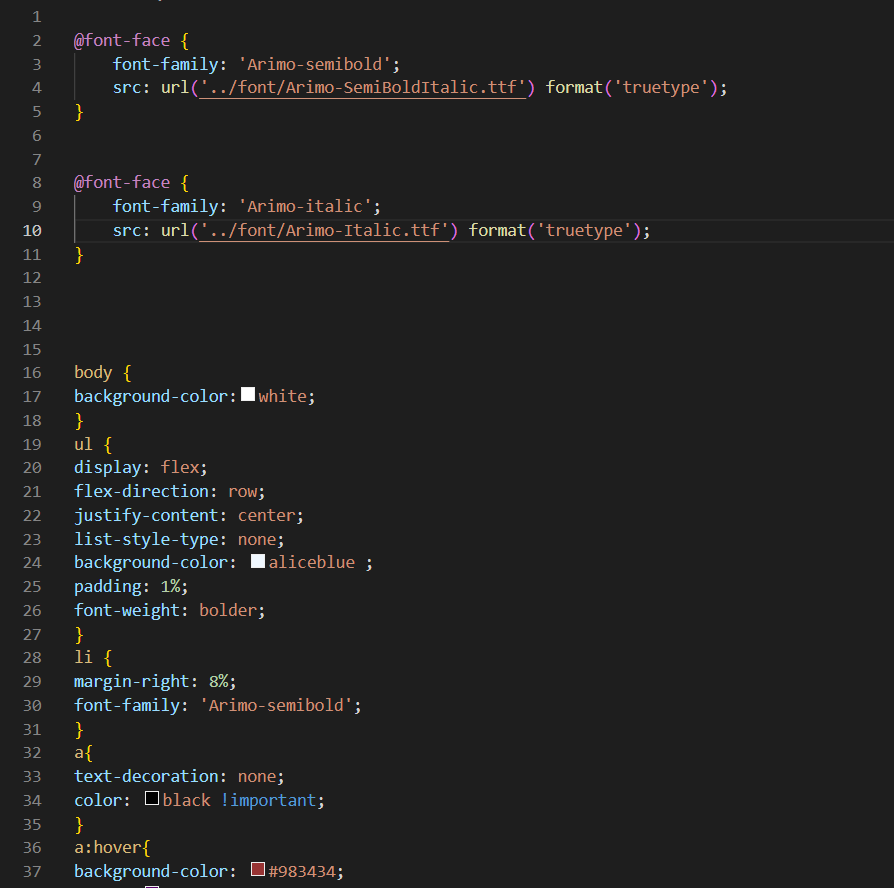 1
2 @font-face {
3 font-family: 'Arimo-semibold';
4 src: url('../font/Arimo-SemiBoldItalic.ttf') format('truetype');
5 }
6
7
8 @font-face {
9 font-family: 'Arimo-italic';
10 src: url('../font/Arimo-Italic.ttf') format('truetype');
11 }
12
13
14
15
16 body {
17 background-color: white;
18 }
19 ul {
20 display: flex;
21 flex-direction: row;
22 justify-content: center;
23 list-style-type: none;
24 background-color: aliceblue ;
25 padding: 1%;
26 font-weight: bolder;
27 }
28 li {
29 margin-right: 8%;
30 font-family: 'Arimo-semibold';
31 }
32 a{
33 text-decoration: none;
34 color: black !important;
35 }
36 a:hover{
37 background-color: #983434;